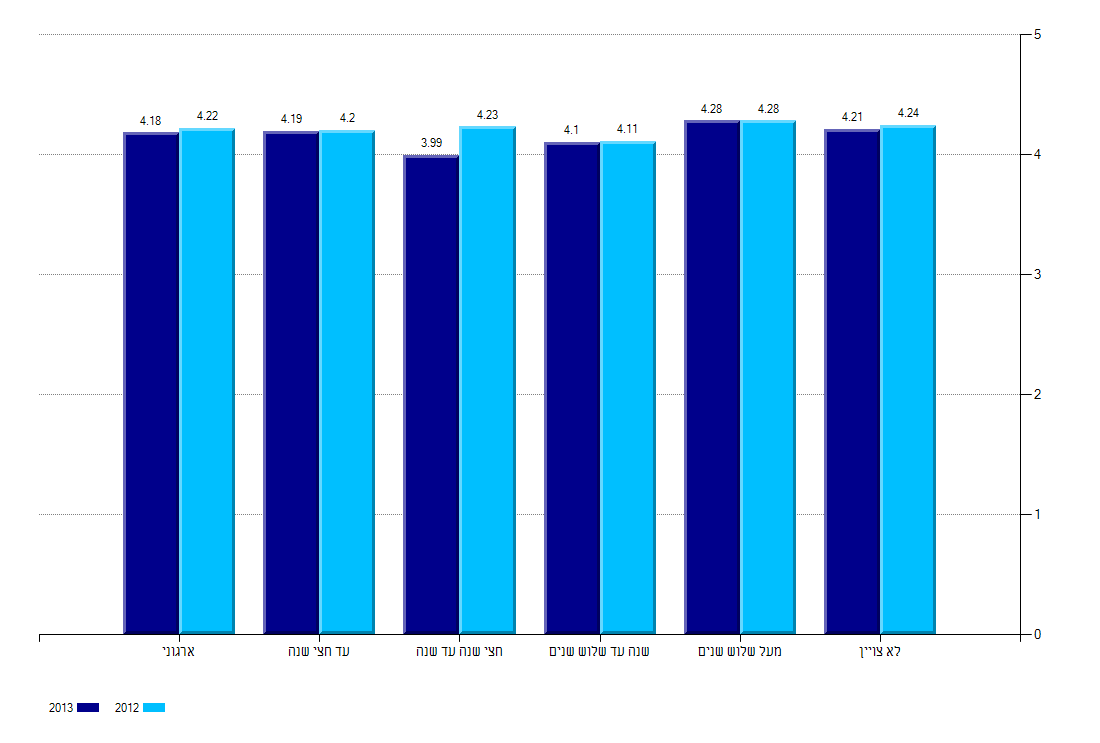 5
4.28 4.28
4.23
4.21 4.24
4.18 4.22
4.19 4.2
4.1 4.11
3.99
4
3
2
1
0
ארגוני
עד חצי שנה
חצי שנה עד שנה
שנה עד שלוש שנים
מעל שלוש שנים
לא צויין
2013 2012